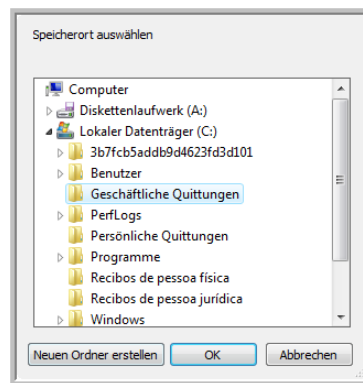 Speicherort auswählen
Computer
Diskettenlaufwerk (A:)
Lokaler Datenträger (C:)
3b7fcb5addb9d4623fd3d101
Benutzer
Geschäftliche Quittungen
PerfLogs
Persönliche Quittungen
Programme
Recibos de pessoa física
Recibos de pessoa jurídica
Windows
Neuen Ordner erstellen OK Abbrechen